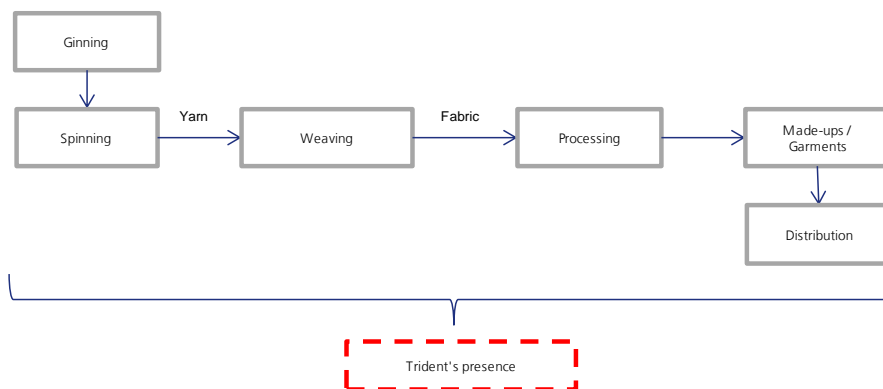 Ginning
Spinning
Yarn
Weaving
Fabric
Processing
Made-ups /
Garments
Distribution
Trident's presence